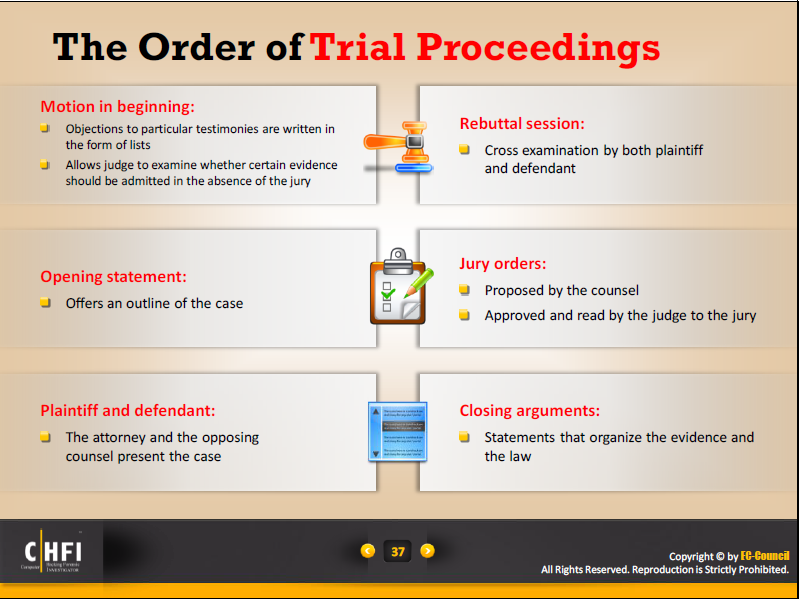 The Order of Trial Proceedings
Motion in beginning:
Objections to particular testimonies are written in
the form of lists
Allows judge to examine whether certain evidence
should be admitted in the absence of the jury
Opening statement:
Offers an outline of the case
Plaintiff and defendant:
The attorney and the opposing
counsel present the case
Rebuttal session:
Cross examination by both plaintiff
and defendant
Jury orders:
Proposed by the counsel
Approved and read by the judge to the jury
Closing arguments:
Statements that organize the evidence and
the law
CHFI
Computer Hacking Forensic
INVESTIGATOR
37
Copyright © by EC-Council
All Rights Reserved. Reproduction is Strictly Prohibited.